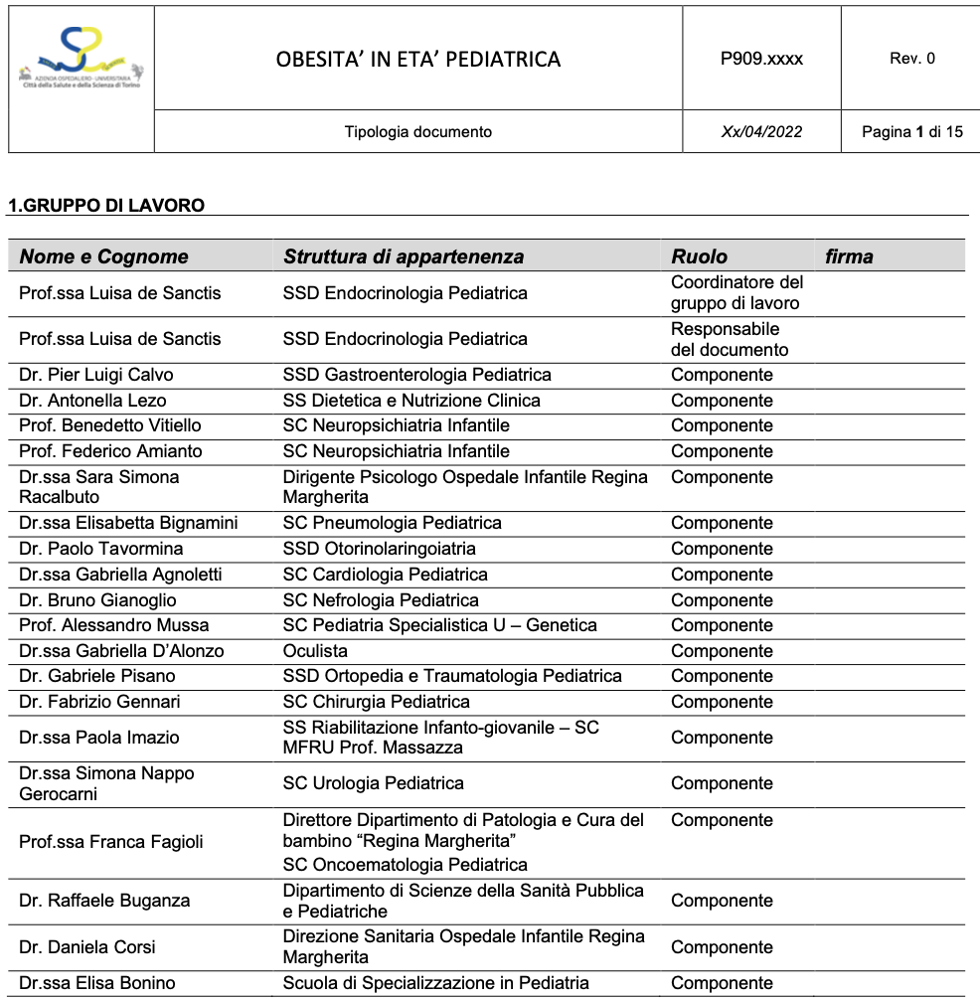 AZIENDA OSPEDALIERO - UNIVERSITARIA
Città della Salute e della Scienza di Torino
OBESITA’ IN ETA’ PEDIATRICA
P909.xxxx
Rev. 0
Tipologia documento
Xx/04/2022
Pagina 1 di 15
1.GRUPPO DI LAVORO
Nome e Cognome Struttura di appartenenza Ruolo firma
Prof.ssa Luisa de Sanctis SSD Endocrinologia Pediatrica Coordinatore del
gruppo di lavoro
Prof.ssa Luisa de Sanctis SSD Endocrinologia Pediatrica Responsabile
del documento
Dr. Pier Luigi Calvo SSD Gastroenterologia Pediatrica Componente
Dr. Antonella Lezo SS Dietetica e Nutrizione Clinica Componente
Prof. Benedetto Vitiello SC Neuropsichiatria Infantile Componente
Prof. Federico Amianto SC Neuropsichiatria Infantile Componente
Dr.ssa Sara Simona Dirigente Psicologo Ospedale Infantile Regina Componente
Racalbuto Margherita
Dr.ssa Elisabetta Bignamini SC Pneumologia Pediatrica Componente
Dr. Paolo Tavormina SSD Otorinolaringoiatria Componente
Dr.ssa Gabriella Agnoletti SC Cardiologia Pediatrica Componente
Dr. Bruno Gianoglio SC Nefrologia Pediatrica Componente
Prof. Alessandro Mussa SC Pediatria Specialistica U – Genetica Componente
Dr.ssa Gabriella D’Alonzo Oculista Componente
Dr. Gabriele Pisano SSD Ortopedia e Traumatologia Pediatrica Componente
Dr. Fabrizio Gennari SC Chirurgia Pediatrica Componente
Dr.ssa Paola Imazio SS Riabilitazione Infanto-giovanile – SC Componente
MFRU Prof. Massazza
Dr.ssa Simona Nappo SC Urologia Pediatrica Componente
Gerocarni
Prof.ssa Franca Fagioli Direttore Dipartimento di Patologia e Cura del Componente
bambino “Regina Margherita”
SC Oncoematologia Pediatrica
Dr. Raffaele Buganza Dipartimento di Scienze della Sanità Pubblica Componente
e Pediatriche
Dr. Daniela Corsi Direzione Sanitaria Ospedale Infantile Regina Componente
Margherita
Dr.ssa Elisa Bonino Scuola di Specializzazione in Pediatria Componente